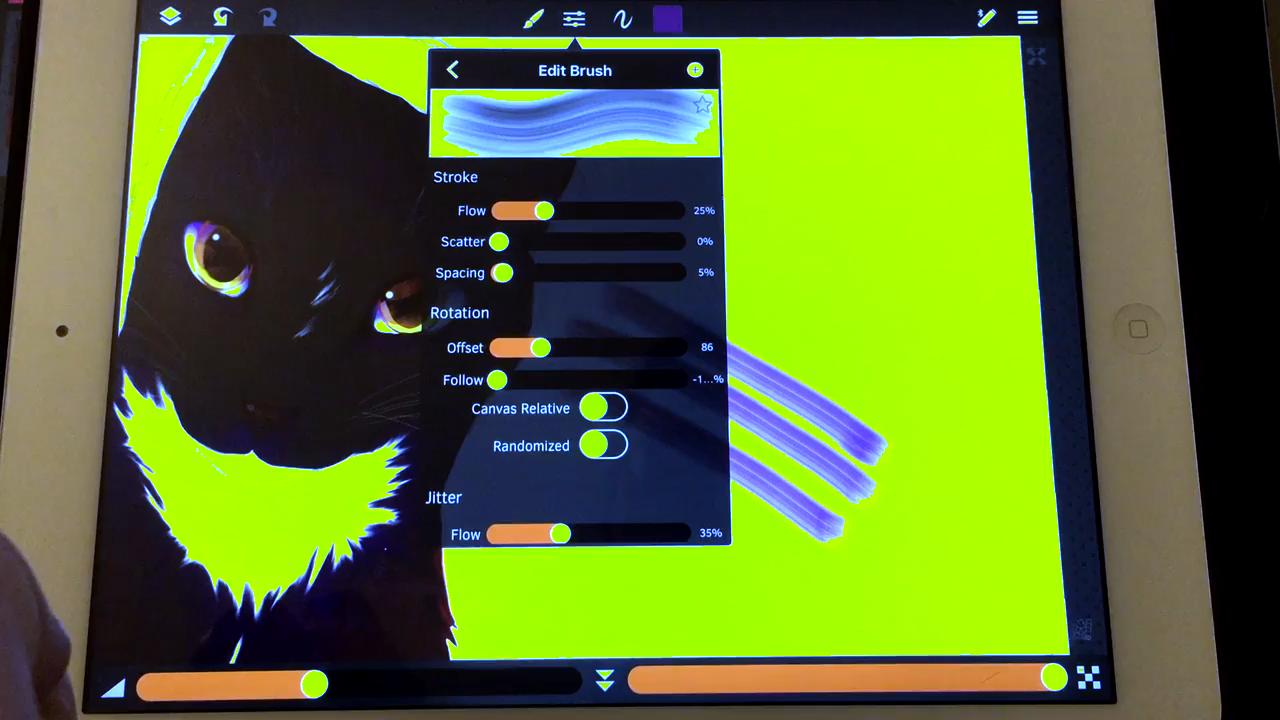 Edit Brush
Stroke
Flow 25%
Scatter 0%
Spacing 5%
Rotation
Offset 86
Follow -1...%
Canvas Relative
Randomized
Jitter
Flow 35%